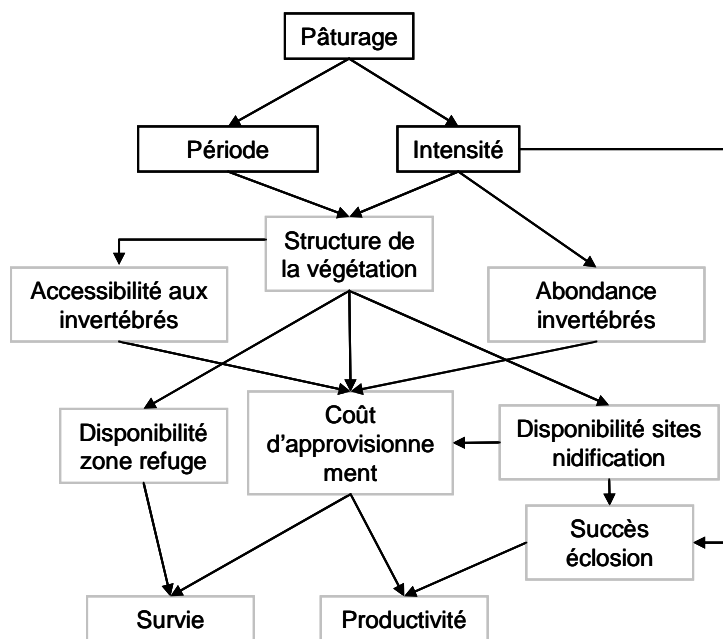 Pâturage
Période
Intensité
Structure de
la végétation
Accessibilité aux
invertébrés
Abondance
invertébrés
Disponibilité
zone refuge
Coût
d'approvisionne
ment
Disponibilité sites
nidification
Succès
éclosion
Survie
Productivité